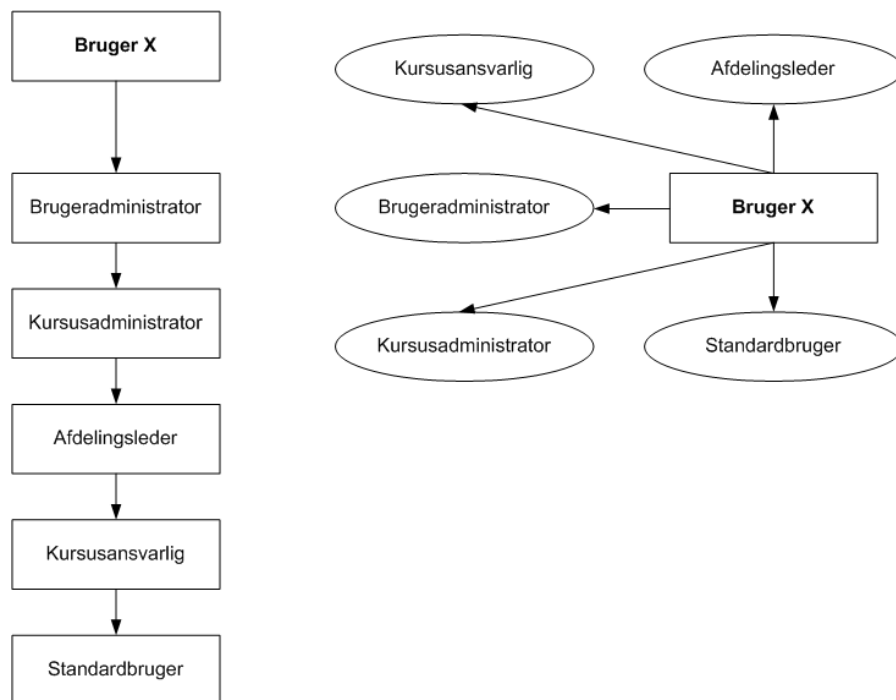 Bruger X
Brugeradministrator
Kursusadministrator
Afdelingsleder
Kursusansvarlig
Standardbruger
Kursusansvarlig
Afdelingsleder
Brugeradministrator
Bruger X
Kursusadministrator
Standardbruger